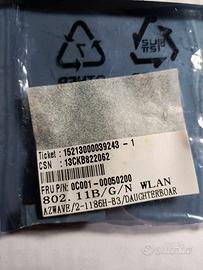 Ticket : 15213000039243 - 1
CSN : 13CKB822062
FRU P/N: 0C001-00050200
802.11B/G/N WLAN
AZWAVE/2-1186H-B3/DAUGHTERBOAR